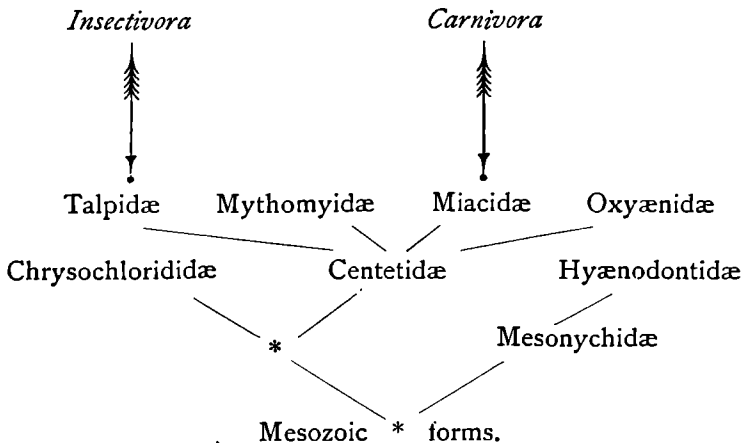 Insectivora Carnivora
Talpidæ Mythomyidæ Miacidæ Oxyænidæ
Chrysochlorididæ Centetidæ Hyænodontidæ
*
Mesonychidæ
Mesozoic * forms.